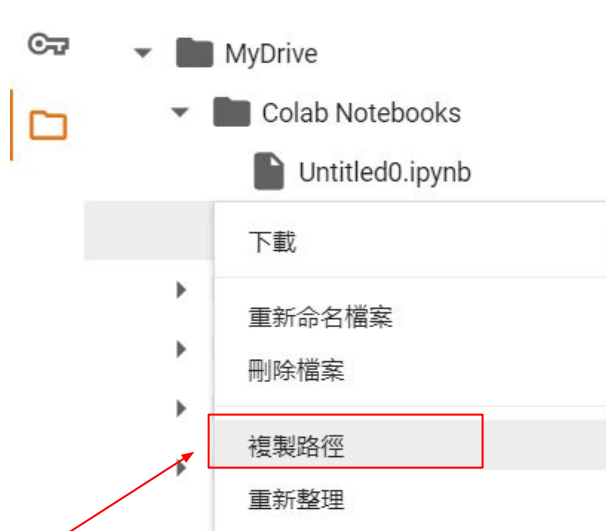 MyDrive
Colab Notebooks
Untitled0.ipynb
下載
重新命名檔案
刪除檔案
複製路徑
重新整理